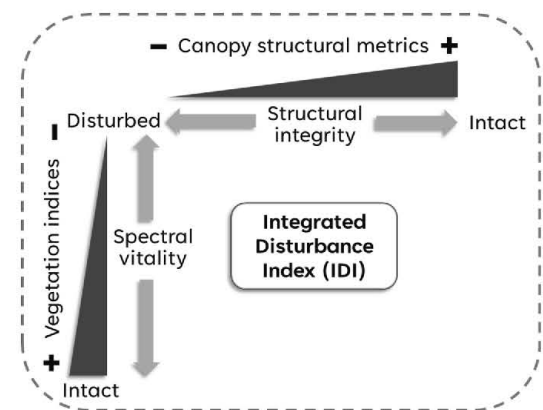 − Canopy structural metrics +
Disturbed
Structural
integrity
Intact
− Vegetation indices +
Spectral
vitality
Integrated
Disturbance
Index (IDI)
Intact